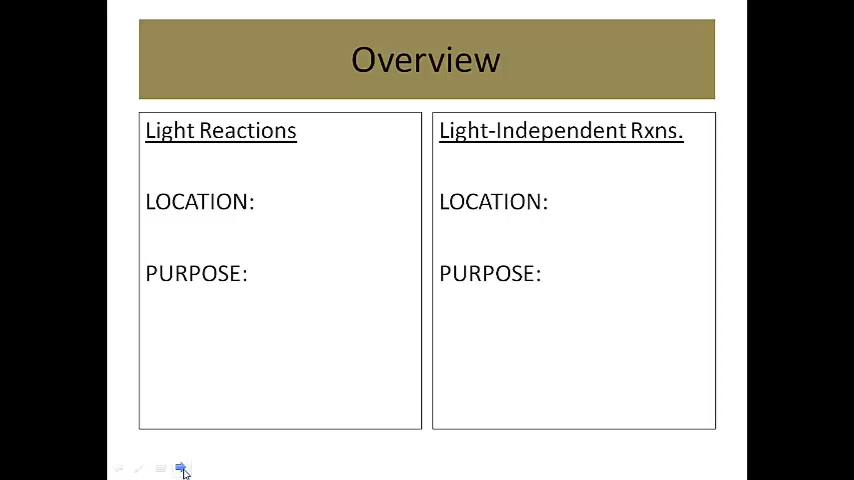 Overview
Light Reactions
LOCATION:
PURPOSE:
Light-Independent Rxns.
LOCATION:
PURPOSE: